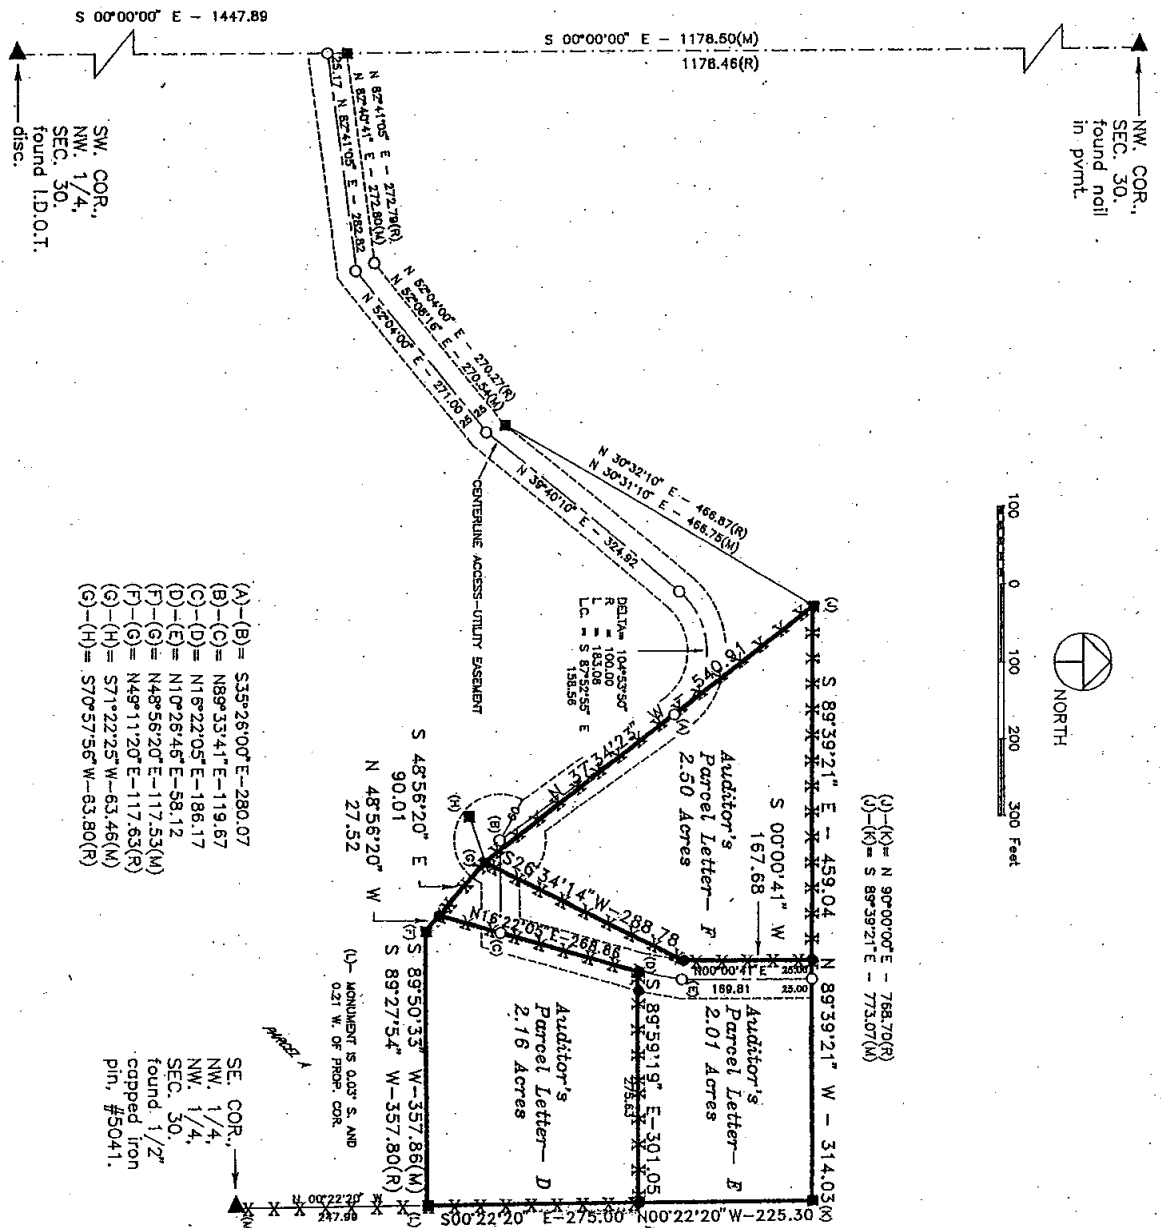 S 00°00'00" E - 1447.89
S 00°00'00" E - 1178.50(M)
1178.46(R)
NW. COR.,
SEC. 30.
found nail
in pvmt.
SW. COR.,
NW. 1/4,
SEC. 30.
found I.D.O.T.
disc.
25.17
N 82°41'05" E - 272.79(R)
N 82°40'41" E - 272.80(M)
N 82°41'05" E - 282.82
N 52°04'00" E - 270.27(R)
N 52°08'16" E - 270.54(M)
N 52°04'00" E - 271.00
25
25
N 30°32'10" E - 466.87(R)
N 30°31'10" E - 466.75(M)
N 39°40'10" E - 324.92
CENTERLINE ACCESS-UTILITY EASEMENT
DELTA= 104°53'50"
R = 100.00
L = 183.08
L.C. = S 87°52'55" E
158.56
100 0 100 200 300 Feet
NORTH
(J)-(K)= N 90°00'00"E - 768.70(R)
(J)-(K)= S 89°39'21"E - 773.07(M)
(A)-(B)= S35°26'00"E-280.07
(B)-(C)= N89°33'41"E-119.67
(C)-(D)= N16°22'05"E-186.17
(D)-(E)= N10°26'46"E-58.12
(F)-(G)= N48°56'20"E-117.53(M)
(F)-(G)= N49°11'20"E-117.63(R)
(G)-(H)= S71°22'25"W-63.46(M)
(G)-(H)= S70°57'56"W-63.80(R)
(J)
S 89°39'21" E - 459.04
N 37°34'23" W - 540.91
(A)
Auditor's
Parcel Letter- F
2.50 Acres
S 00°00'41" W
167.68
60
(B)
(H)
(G)
S26°34'14"W-288.78
N16°22'05"E-268.86
(C)
(D)
(E)
N00°00'41"E
169.81
25.00
25.00
S 48°56'20" E
90.01
N 48°56'20" W
27.52
(F)
N 89°39'21" W - 314.03
(K)
Auditor's
Parcel Letter- E
2.01 Acres
S 89°59'19" E-301.05
275.63
Auditor's
Parcel Letter- D
2.16 Acres
S 89°50'33" W-357.86(M)
S 89°27'54" W-357.80(R)
(L)- MONUMENT IS 0.03' S. AND
0.21 W. OF PROP. COR.
PARCEL A
SE. COR.,
NW. 1/4,
NW. 1/4,
SEC. 30.
found 1/2"
capped iron
pin, #5041.
N 00°22'20" W
247.99
(M)
(L)
S00°22'20" E-275.00
N00°22'20"W-225.30